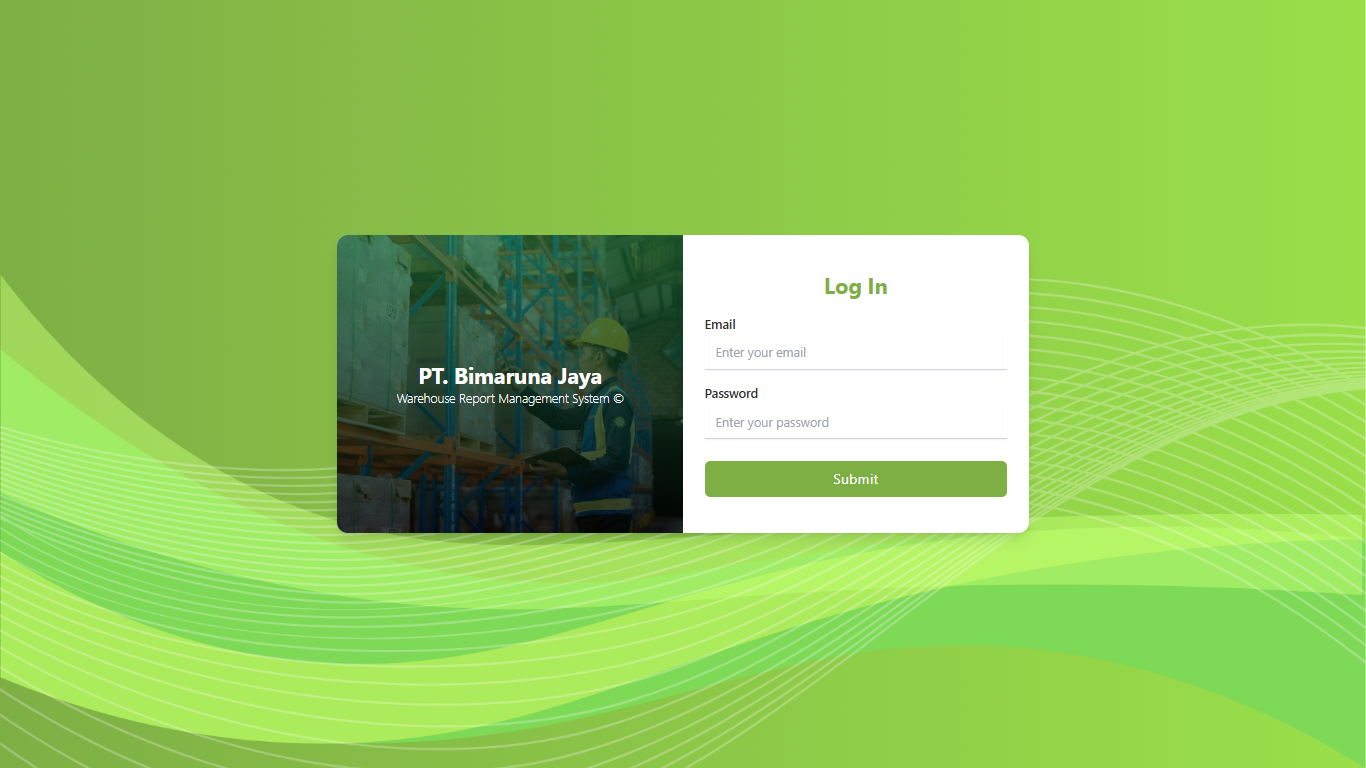 PT. Bimaruna Jaya
Warehouse Report Management System ©
Log In
Email
Enter your email
Password
Enter your password
Submit